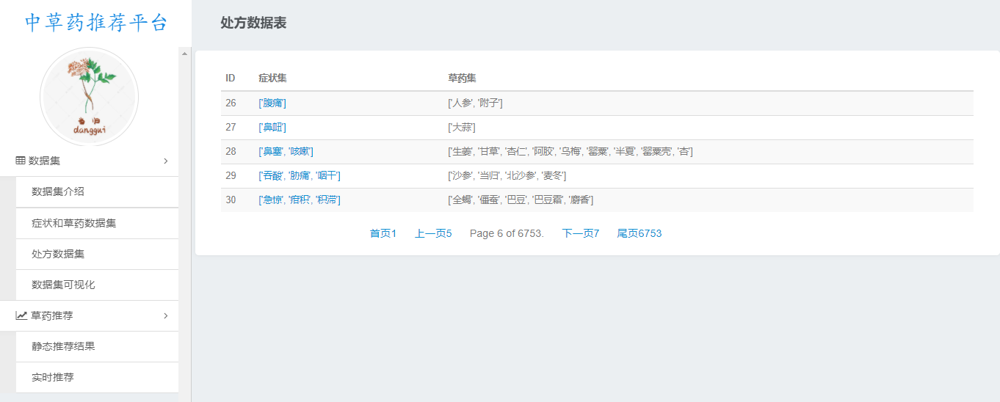 中草药推荐平台
当归
danggui
数据集
数据集介绍
症状和草药数据集
处方数据集
数据集可视化
草药推荐
静态推荐结果
实时推荐
处方数据表
ID 症状集 草药集
26 ['腹痛'] ['人参', '附子']
27 ['鼻衄'] ['大蒜']
28 ['鼻塞', '咳嗽'] ['生姜', '甘草', '杏仁', '阿胶', '乌梅', '罂粟', '半夏', '罂粟壳', '杏']
29 ['吞酸', '胁痛', '咽干'] ['沙参', '当归', '北沙参', '麦冬']
30 ['急惊', '疳积', '积滞'] ['全蝎', '僵蚕', '巴豆', '巴豆霜', '麝香']
首页1 上一页5 Page 6 of 6753. 下一页7 尾页6753